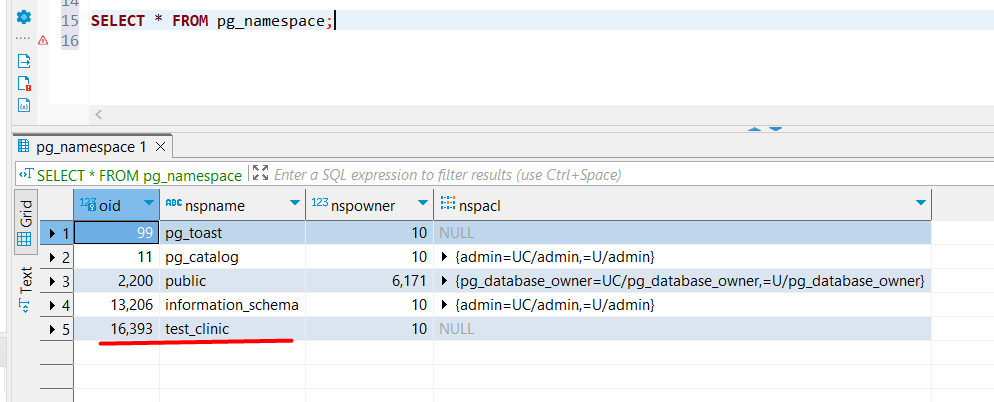 14
15 SELECT * FROM pg_namespace;
16
pg_namespace 1
SELECT * FROM pg_namespace Enter a SQL expression to filter results (use Ctrl+Space)
Grid
Text
123 oid ABC nspname 123 nspowner nspacl
1 99 pg_toast 10 NULL
2 11 pg_catalog 10 {admin=UC/admin,=U/admin}
3 2,200 public 6,171 {pg_database_owner=UC/pg_database_owner,=U/pg_database_owner}
4 13,206 information_schema 10 {admin=UC/admin,=U/admin}
5 16,393 test_clinic 10 NULL